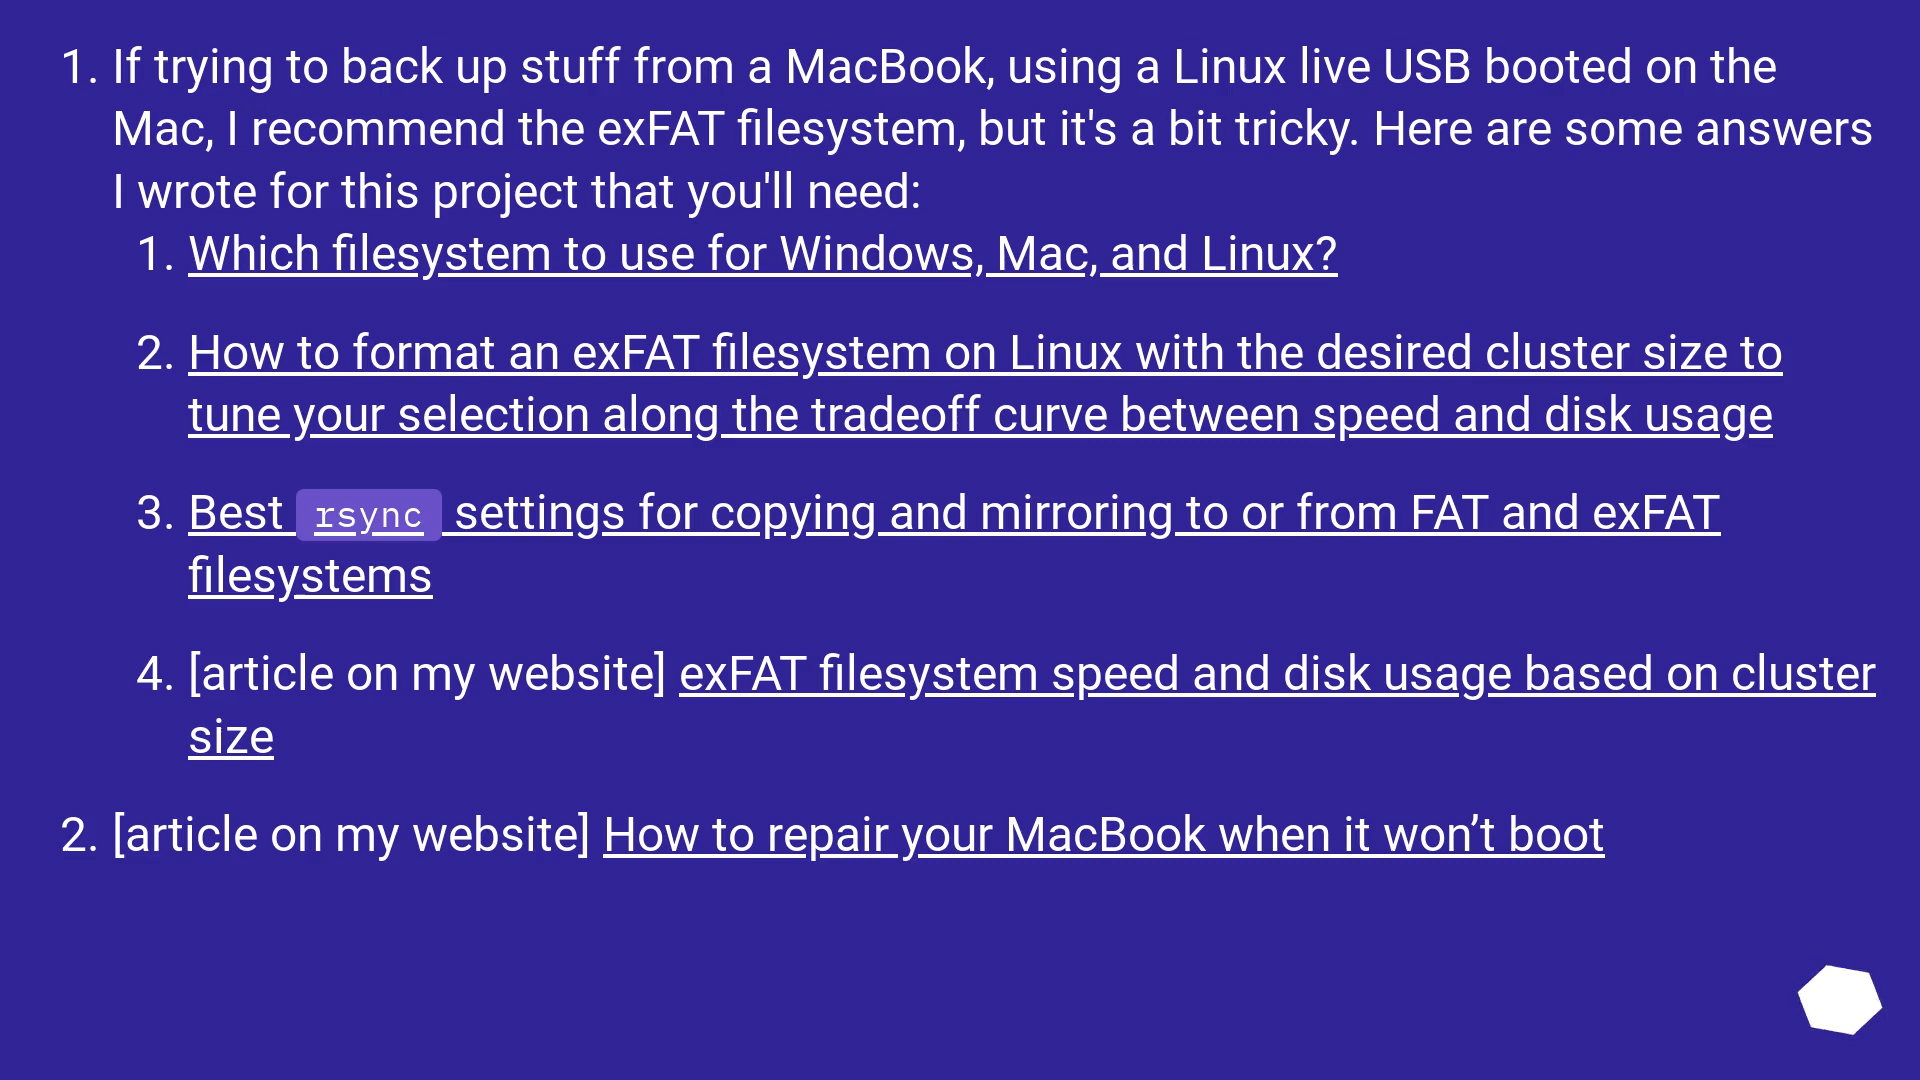 1. If trying to back up stuff from a MacBook, using a Linux live USB booted on the
Mac, I recommend the exFAT filesystem, but it's a bit tricky. Here are some answers
I wrote for this project that you'll need:
1. Which filesystem to use for Windows, Mac, and Linux?
2. How to format an exFAT filesystem on Linux with the desired cluster size to
tune your selection along the tradeoff curve between speed and disk usage
3. Best rsync settings for copying and mirroring to or from FAT and exFAT
filesystems
4. [article on my website] exFAT filesystem speed and disk usage based on cluster
size
2. [article on my website] How to repair your MacBook when it won’t boot